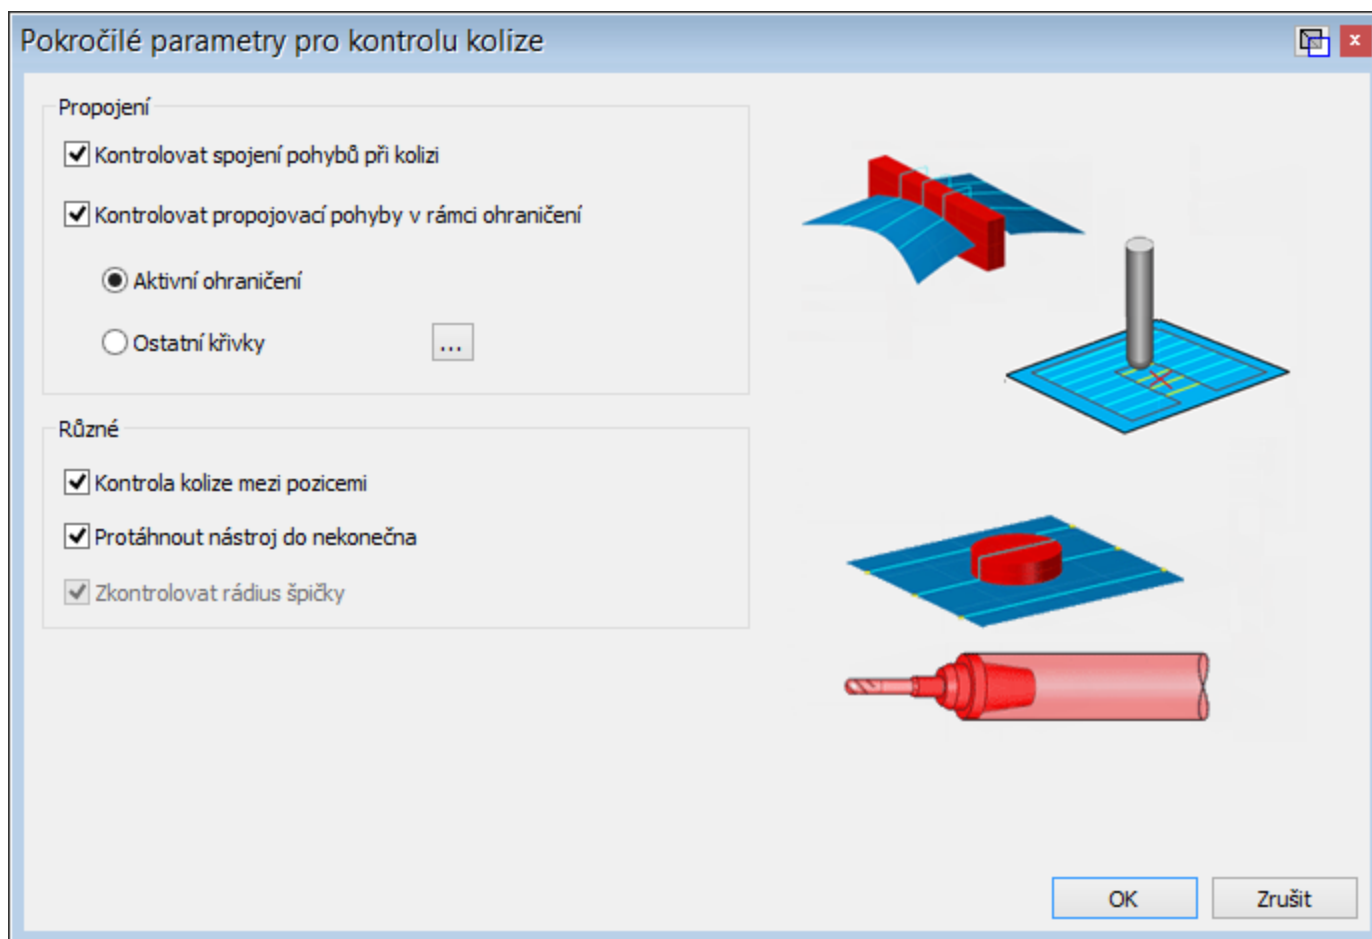 Pokročilé parametry pro kontrolu kolize
Propojení
Kontrolovat spojení pohybů při kolizi
Kontrolovat propojovací pohyby v rámci ohraničení
Aktivní ohraničení
Ostatní křivky ...
Různé
Kontrola kolize mezi pozicemi
Protáhnout nástroj do nekonečna
Zkontrolovat rádius špičky
OK Zrušit